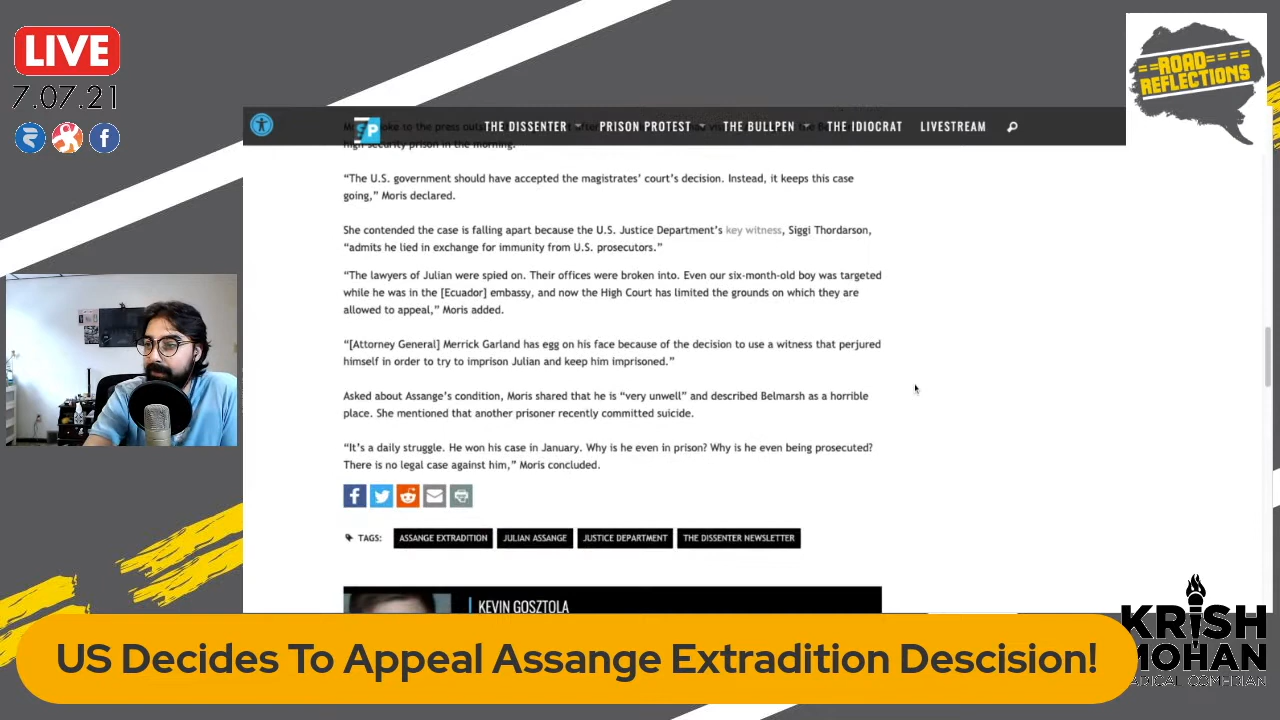 LIVE
7.07.21
==ROAD==
REFLECTIONS
THE DISSENTER
PRISON PROTEST
THE BULLPEN
THE IDIOCRAT
LIVESTREAM
high security prison in the morning.
“The U.S. government should have accepted the magistrates’ court’s decision. Instead, it keeps this case
going,” Moris declared.
She contended the case is falling apart because the U.S. Justice Department’s key witness, Siggi Thordarson,
“admits he lied in exchange for immunity from U.S. prosecutors.”
“The lawyers of Julian were spied on. Their offices were broken into. Even our six-month-old boy was targeted
while he was in the [Ecuador] embassy, and now the High Court has limited the grounds on which they are
allowed to appeal,” Moris added.
“[Attorney General] Merrick Garland has egg on his face because of the decision to use a witness that perjured
himself in order to try to imprison Julian and keep him imprisoned.”
Asked about Assange’s condition, Moris shared that he is “very unwell” and described Belmarsh as a horrible
place. She mentioned that another prisoner recently committed suicide.
“It’s a daily struggle. He won his case in January. Why is he even in prison? Why is he even being prosecuted?
There is no legal case against him,” Moris concluded.
TAGS: ASSANGE EXTRADITION JULIAN ASSANGE JUSTICE DEPARTMENT THE DISSENTER NEWSLETTER
KEVIN GOSZTOLA
US Decides To Appeal Assange Extradition Descision!
KRISH
MOHAN
RADICAL COMEDIAN